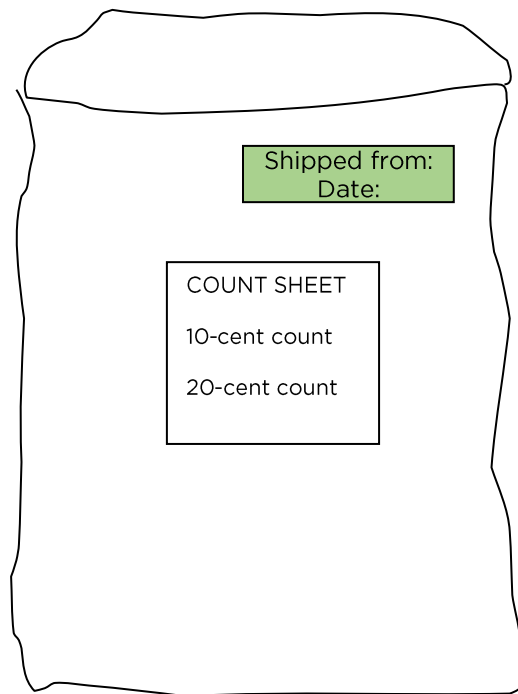 Shipped from:
Date:
COUNT SHEET
10-cent count
20-cent count